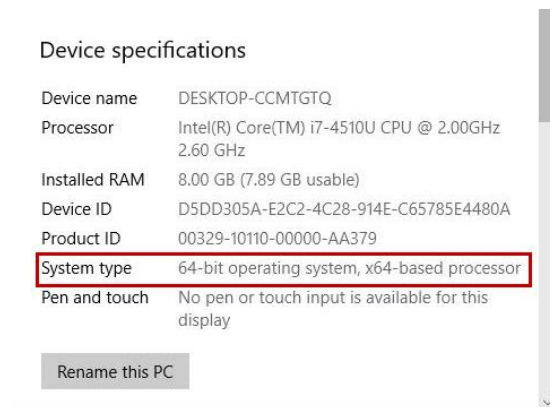 Device specifications
Device name DESKTOP-CCMTGTQ
Processor Intel(R) Core(TM) i7-4510U CPU @ 2.00GHz
2.60 GHz
Installed RAM 8.00 GB (7.89 GB usable)
Device ID D5DD305A-E2C2-4C28-914E-C65785E4480A
Product ID 00329-10110-00000-AA379
System type 64-bit operating system, x64-based processor
Pen and touch No pen or touch input is available for this
display
Rename this PC